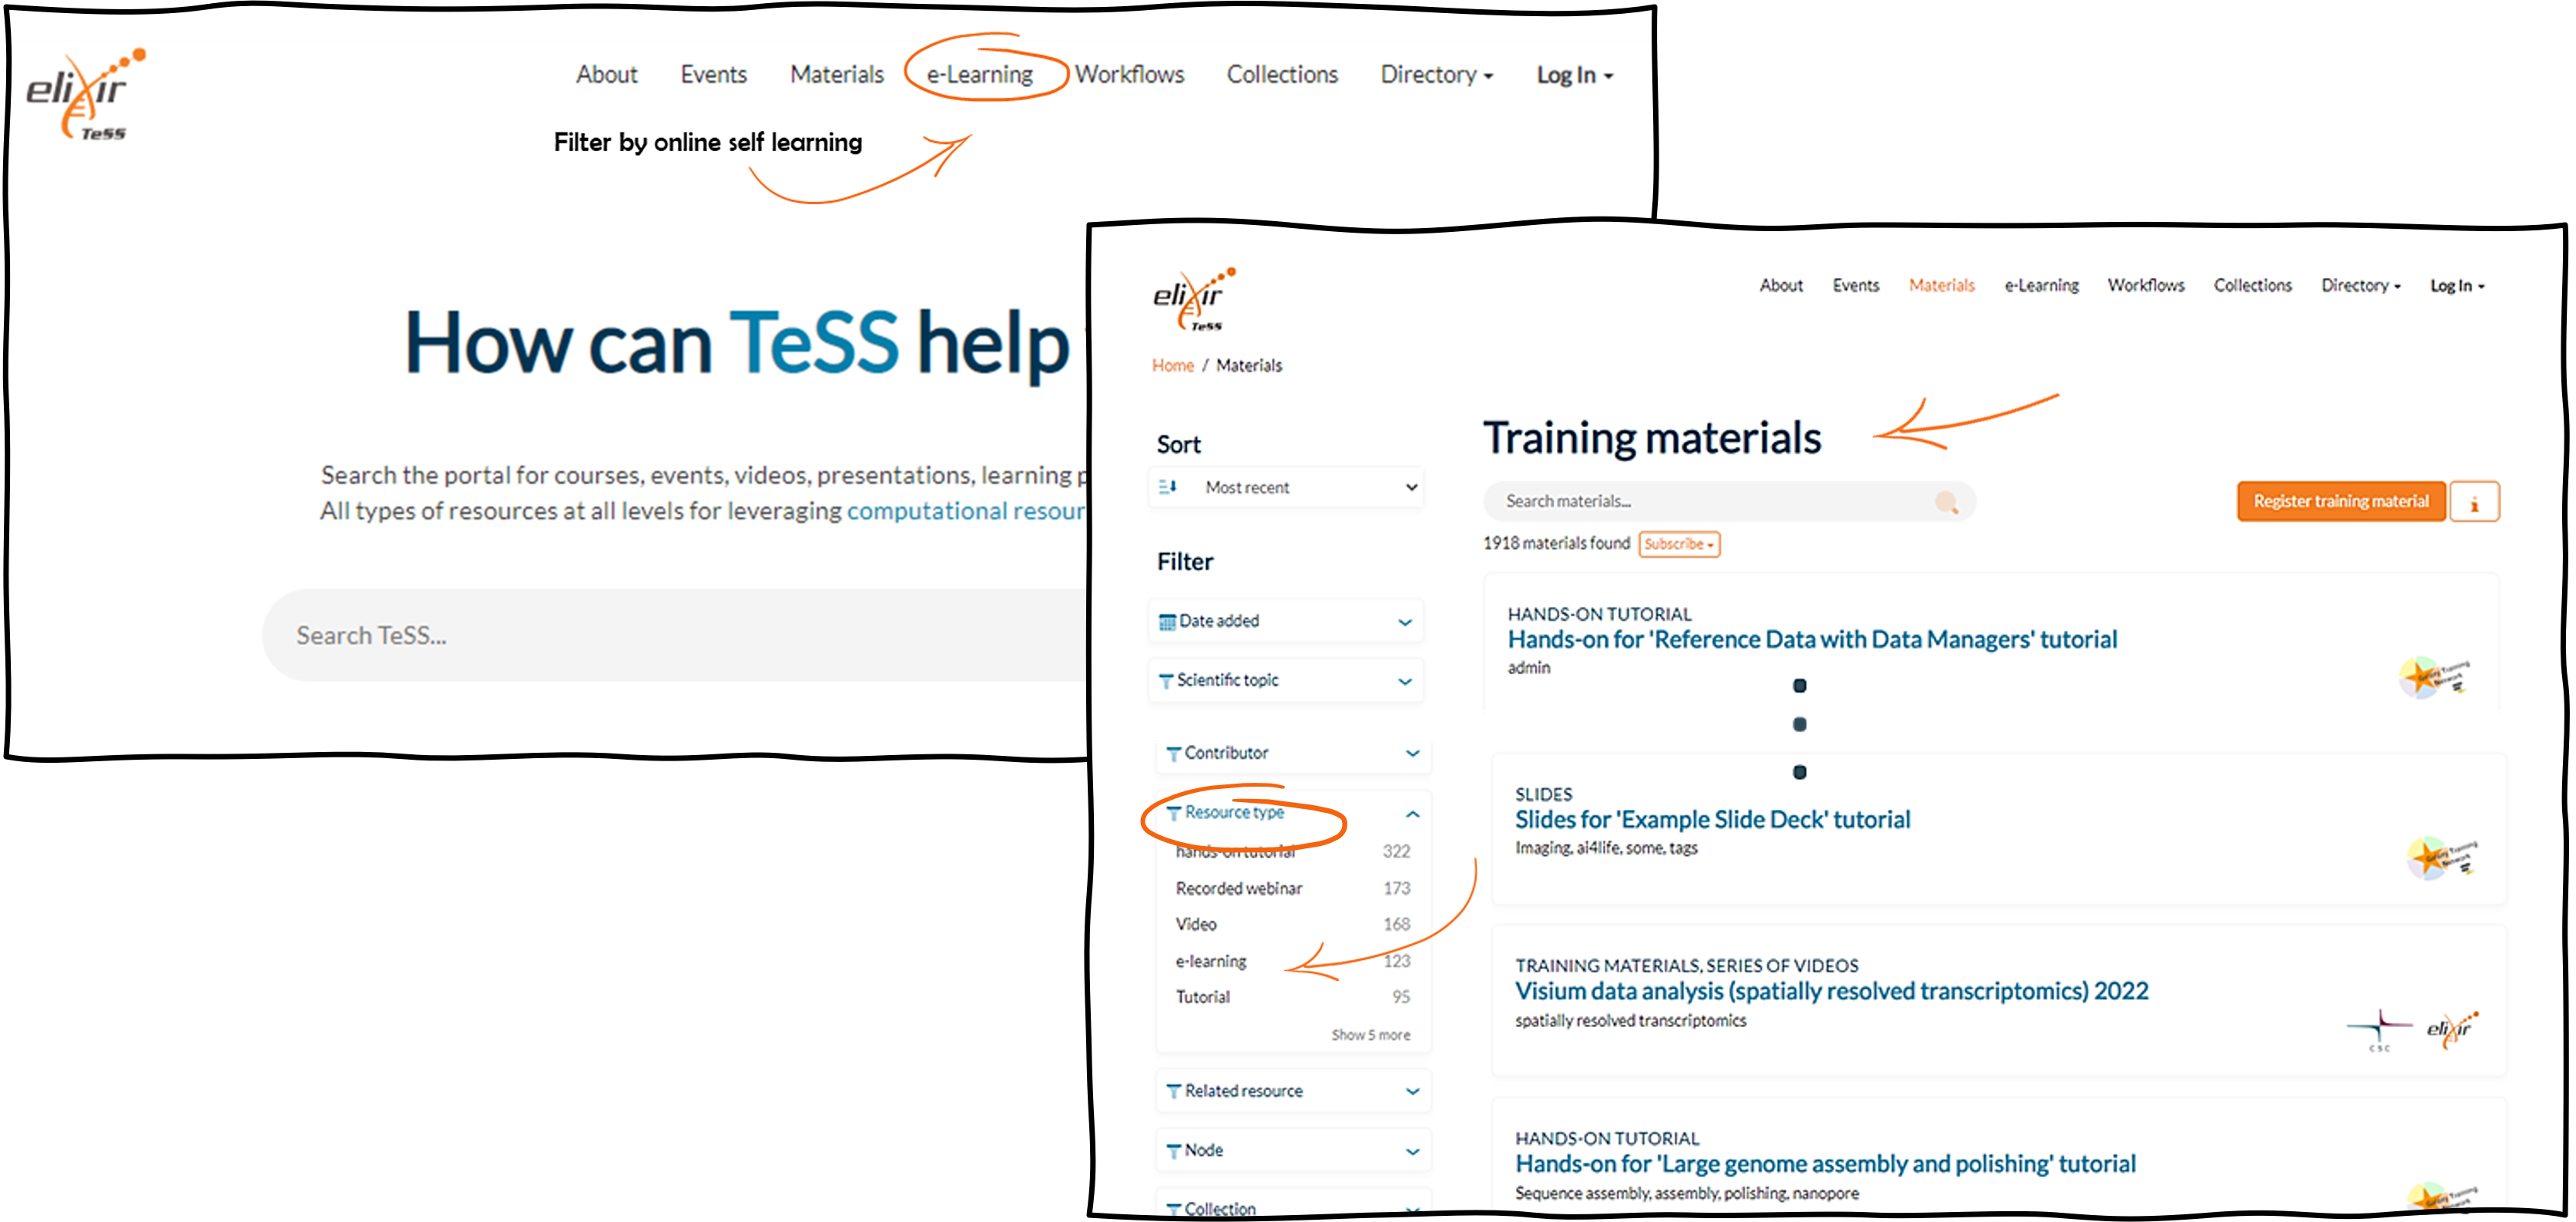 elixir
TeSS
About Events Materials e-Learning Workflows Collections Directory Log In
Filter by online self learning
How can TeSS help
Search the portal for courses, events, videos, presentations, learning p
All types of resources at all levels for leveraging computational resour
Search TeSS...
elixir
TeSS
About Events Materials e-Learning Workflows Collections Directory Log In
Home / Materials
Sort
Most recent
Filter
Date added
Scientific topic
Contributor
Resource type
hands-on tutorial 322
Recorded webinar 173
Video 168
e-learning 123
Tutorial 95
Show 5 more
Related resource
Node
Collection
Training materials
Search materials...
Register training material
i
1918 materials found Subscribe
HANDS-ON TUTORIAL
Hands-on for 'Reference Data with Data Managers' tutorial
admin
SLIDES
Slides for 'Example Slide Deck' tutorial
Imaging, ai4life, some, tags
TRAINING MATERIALS, SERIES OF VIDEOS
Visium data analysis (spatially resolved transcriptomics) 2022
spatially resolved transcriptomics
CSC
elixir
HANDS-ON TUTORIAL
Hands-on for 'Large genome assembly and polishing' tutorial
Sequence assembly, assembly, polishing, nanopore